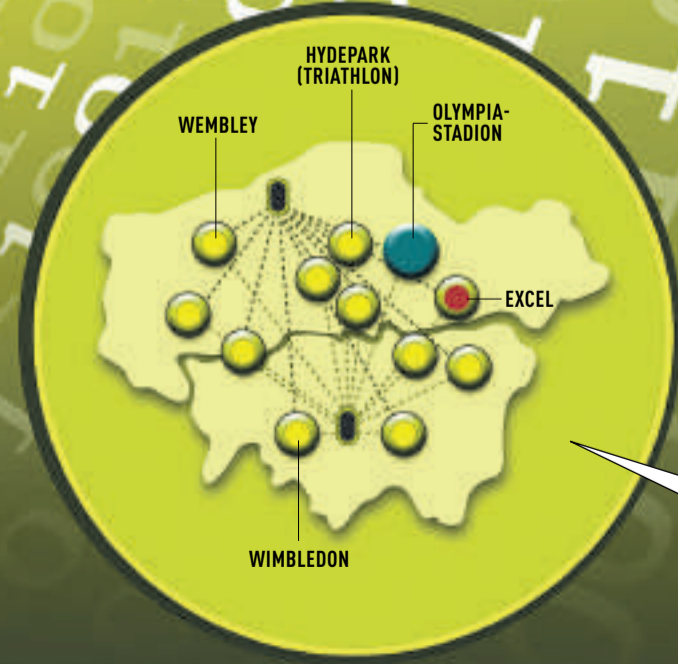 HYDEPARK
(TRIATHLON)
OLYMPIA-
STADION
WEMBLEY
EXCEL
WIMBLEDON